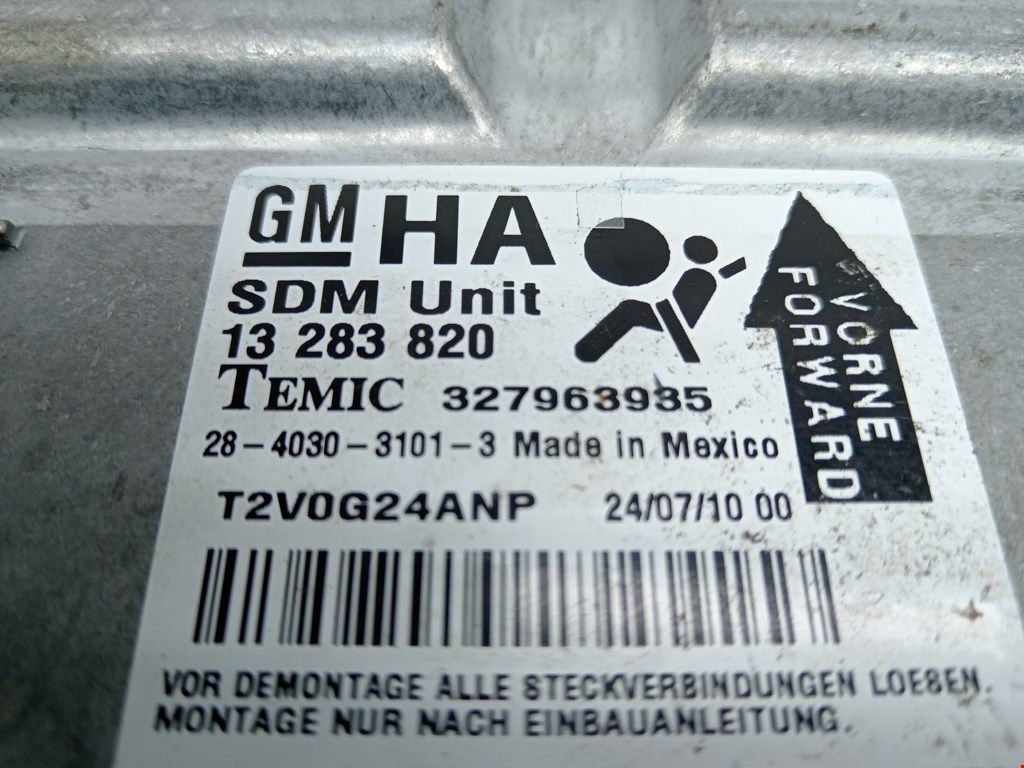 GM HA
SDM Unit
13 283 820
TEMIC 327963935
28-4030-3101-3 Made in Mexico
T2V0G24ANP 24/07/10 00
VORNE
FORWARD
VOR DEMONTAGE ALLE STECKVERBINDUNGEN LOESEN.
MONTAGE NUR NACH EINBAUANLEITUNG.